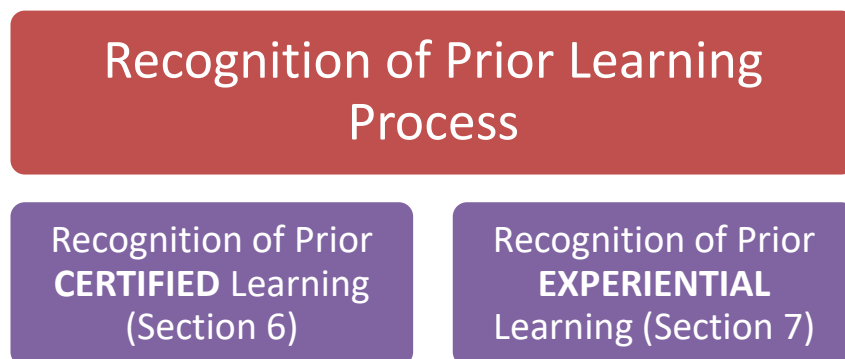 Recognition of Prior Learning
Process
Recognition of Prior
CERTIFIED Learning
(Section 6)
Recognition of Prior
EXPERIENTIAL
Learning (Section 7)